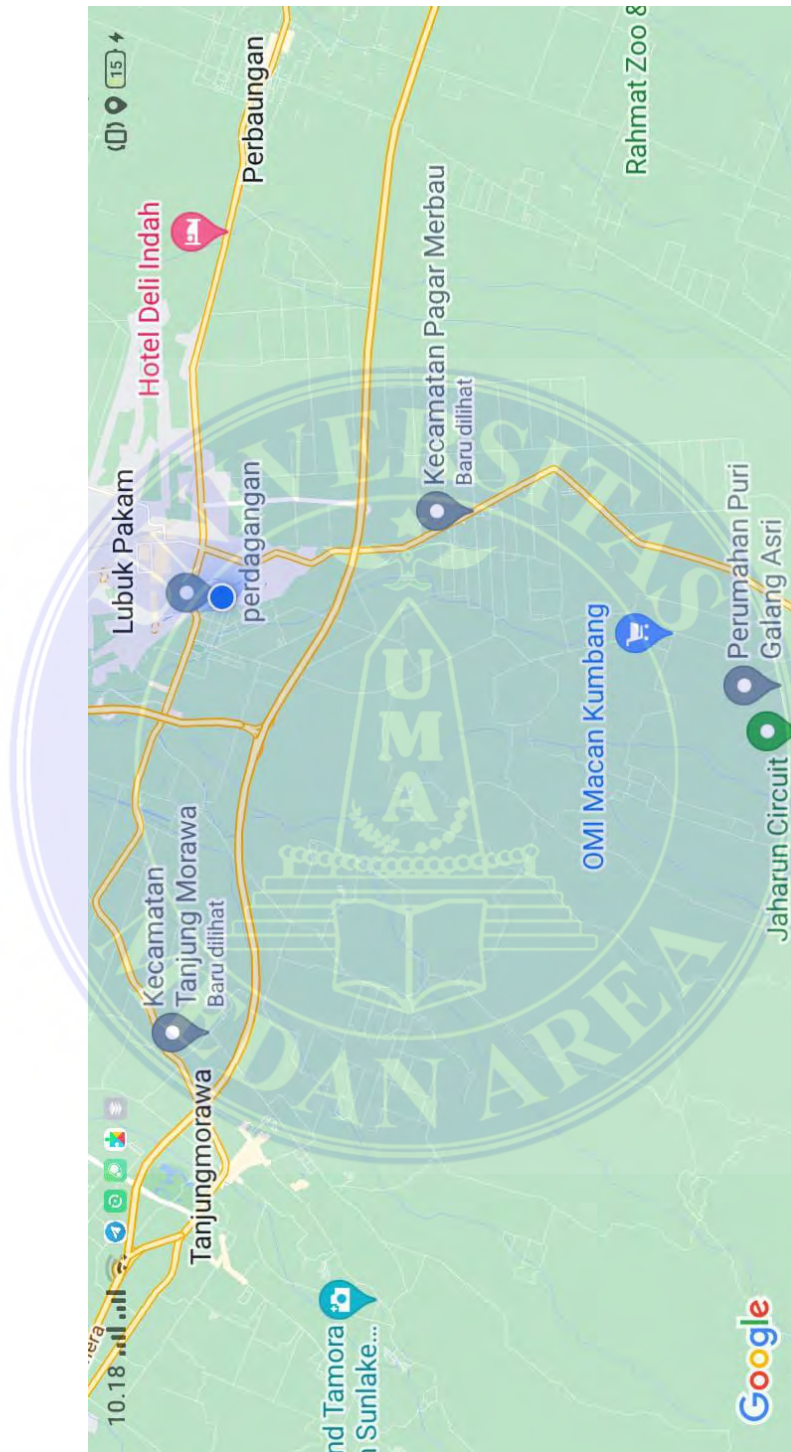 10.18
15
Hotel Deli Indah
Perbaungan
Lubuk Pakam
perdagangan
Kecamatan
Tanjung Morawa
Baru dilihat
Tanjungmorawa
Kecamatan Pagar Merbau
Baru dilihat
Rahmat Zoo &
OMI Macan Kumbang
Perumahan Puri
Galang Asri
Jaharun Circuit
nd Tamora
Sunlake...
Google
UNIVERSITAS
MEDAN AREA
UMA